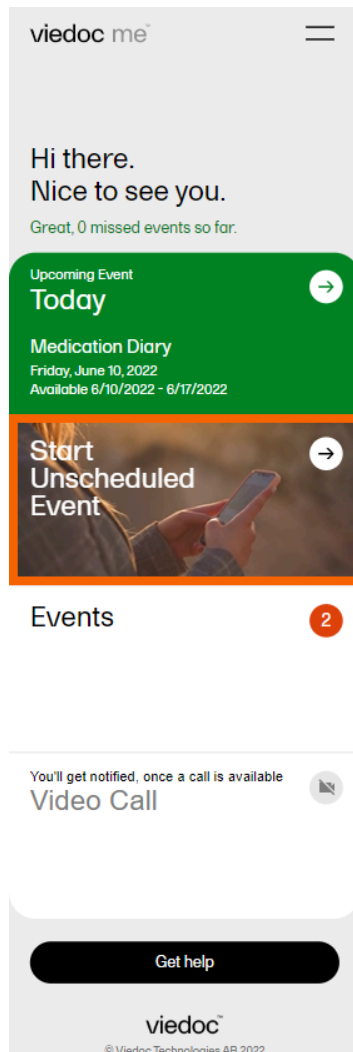 viedoc me™
Hi there.
Nice to see you.
Great, 0 missed events so far.
Upcoming Event
Today
Medication Diary
Friday, June 10, 2022
Available 6/10/2022 - 6/17/2022
Start
Unscheduled
Event
Events
2
You'll get notified, once a call is available
Video Call
Get help
viedoc™
© Viedoc Technologies AB 2022